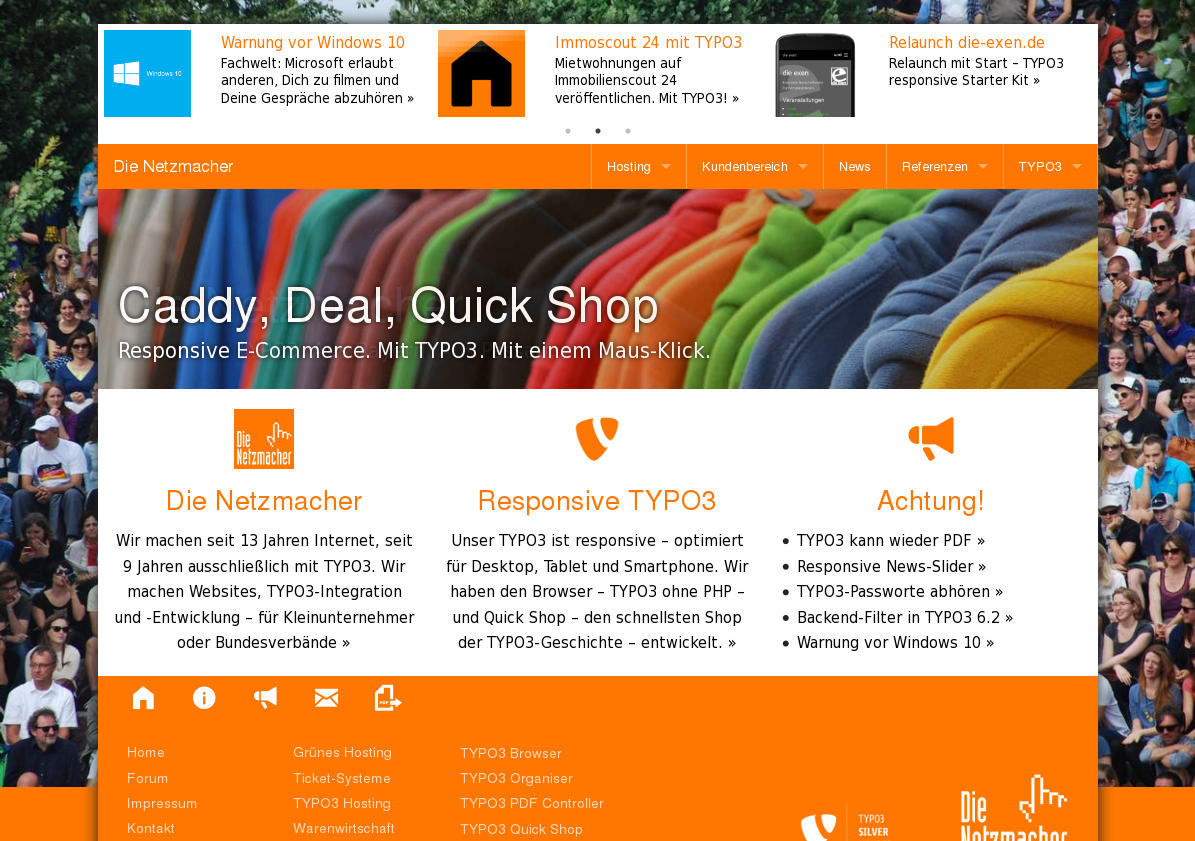 Windows 10
Warnung vor Windows 10
Fachwelt: Microsoft erlaubt
anderen, Dich zu filmen und
Deine Gespräche abzuhören »
Immoscout 24 mit TYPO3
Mietwohnungen auf
Immobilienscout 24
veröffentlichen. Mit TYPO3! »
die exen
Veranstaltungen
Relaunch die-exen.de
Relaunch mit Start – TYPO3
responsive Starter Kit »
Die Netzmacher
Hosting
Kundenbereich
News
Referenzen
TYPO3
Caddy, Deal, Quick Shop
Responsive E-Commerce. Mit TYPO3. Mit einem Maus-Klick.
Die
Netzmacher
Die Netzmacher
Wir machen seit 13 Jahren Internet, seit
9 Jahren ausschließlich mit TYPO3. Wir
machen Websites, TYPO3-Integration
und -Entwicklung – für Kleinunternehmer
oder Bundesverbände »
Responsive TYPO3
Unser TYPO3 ist responsive – optimiert
für Desktop, Tablet und Smartphone. Wir
haben den Browser – TYPO3 ohne PHP –
und Quick Shop – den schnellsten Shop
der TYPO3-Geschichte – entwickelt. »
Achtung!
• TYPO3 kann wieder PDF »
• Responsive News-Slider »
• TYPO3-Passworte abhören »
• Backend-Filter in TYPO3 6.2 »
• Warnung vor Windows 10 »
PDF
Home
Forum
Impressum
Kontakt
Grünes Hosting
Ticket-Systeme
TYPO3 Hosting
Warenwirtschaft
TYPO3 Browser
TYPO3 Organiser
TYPO3 PDF Controller
TYPO3 Quick Shop
TYPO3
SILVER
Die
Netzmacher